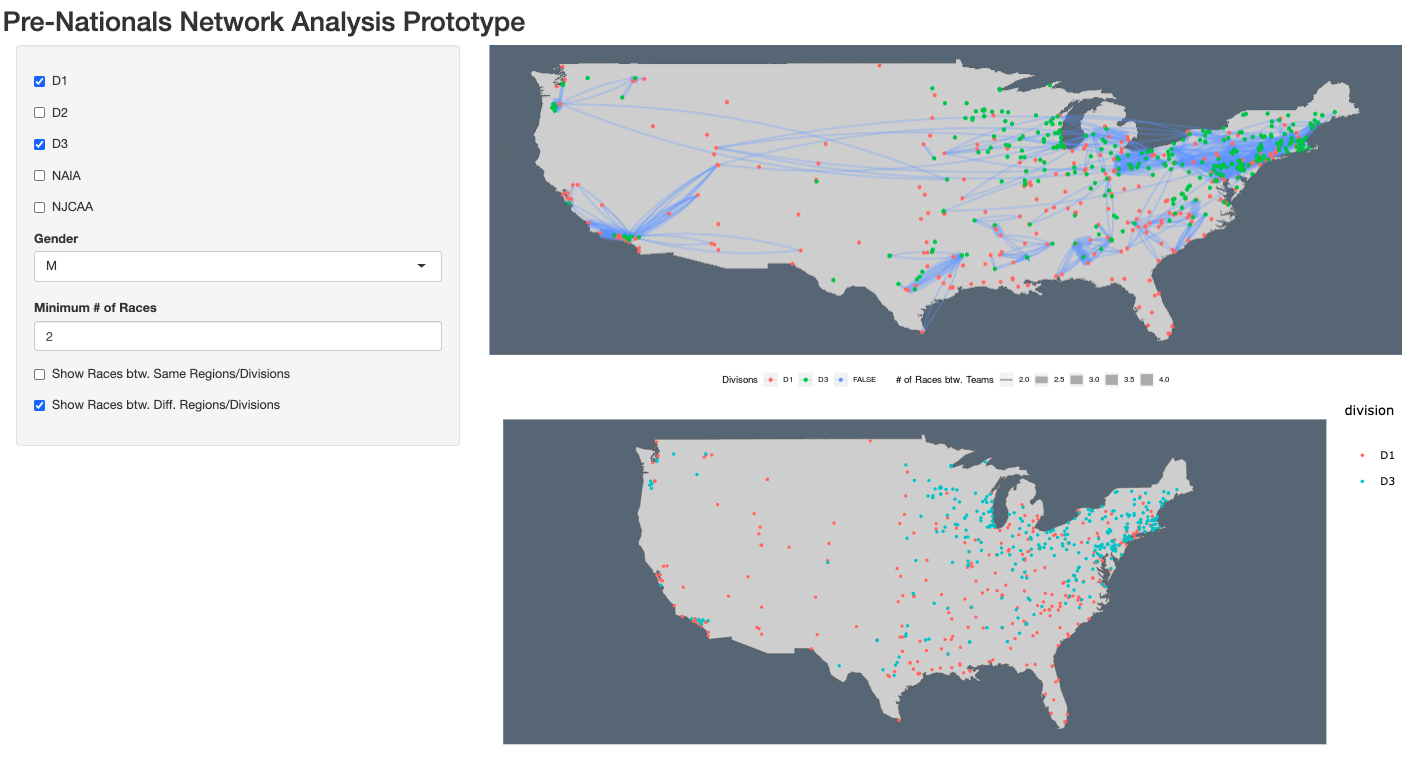 Pre-Nationals Network Analysis Prototype
D1
D2
D3
NAIA
NJCAA
Gender
M
Minimum # of Races
2
Show Races btw. Same Regions/Divisions
Show Races btw. Diff. Regions/Divisions
Divisons D1 D3 FALSE # of Races btw. Teams 2.0 2.5 3.0 3.5 4.0
division
D1
D3